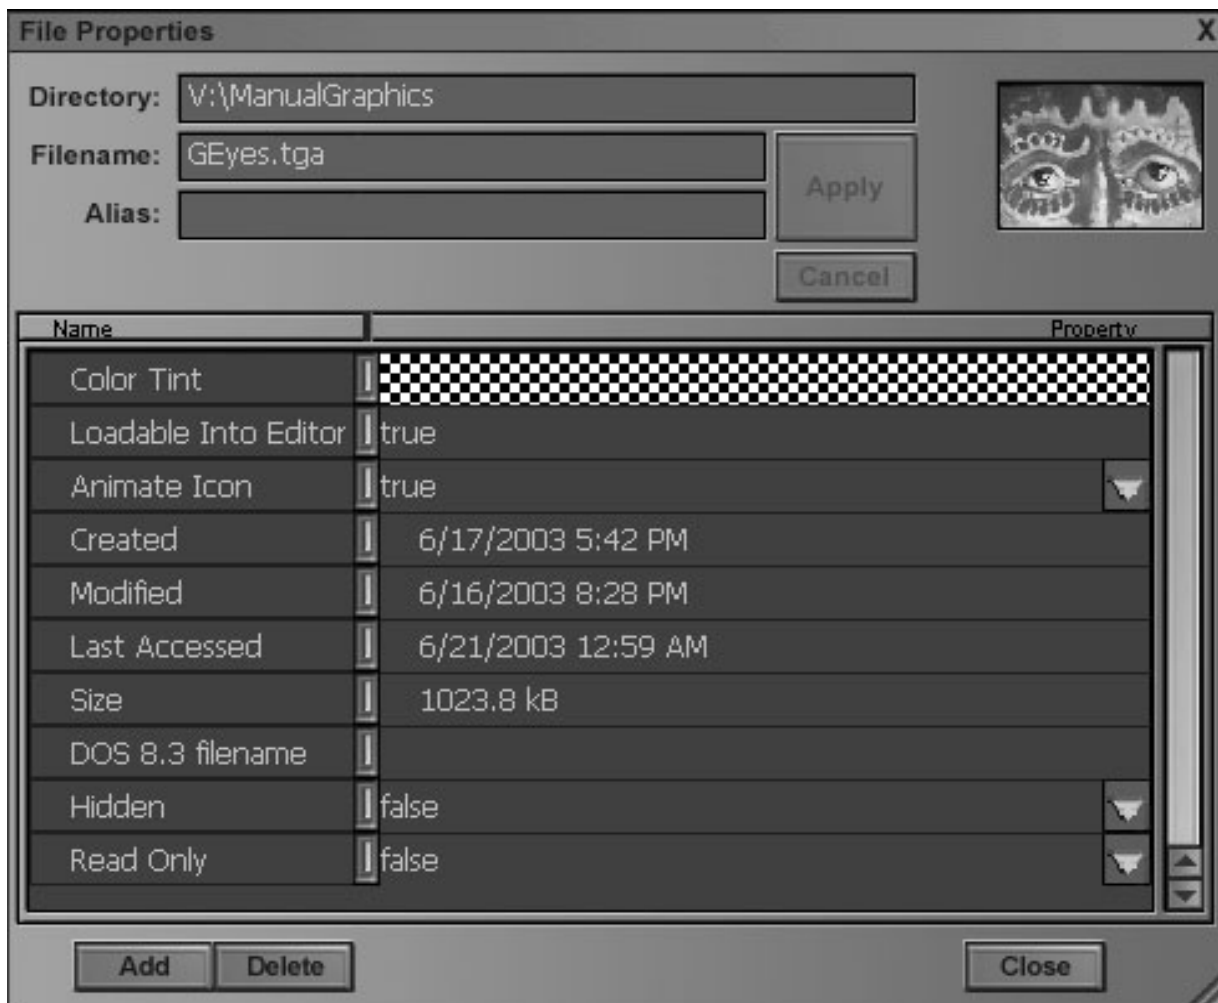 File Properties X
Directory: V:\ManualGraphics
Filename: GEyes.tga
Apply
Alias:
Cancel
Name Property
Color Tint
Loadable Into Editor true
Animate Icon true
Created 6/17/2003 5:42 PM
Modified 6/16/2003 8:28 PM
Last Accessed 6/21/2003 12:59 AM
Size 1023.8 kB
DOS 8.3 filename
Hidden false
Read Only false
Add Delete Close